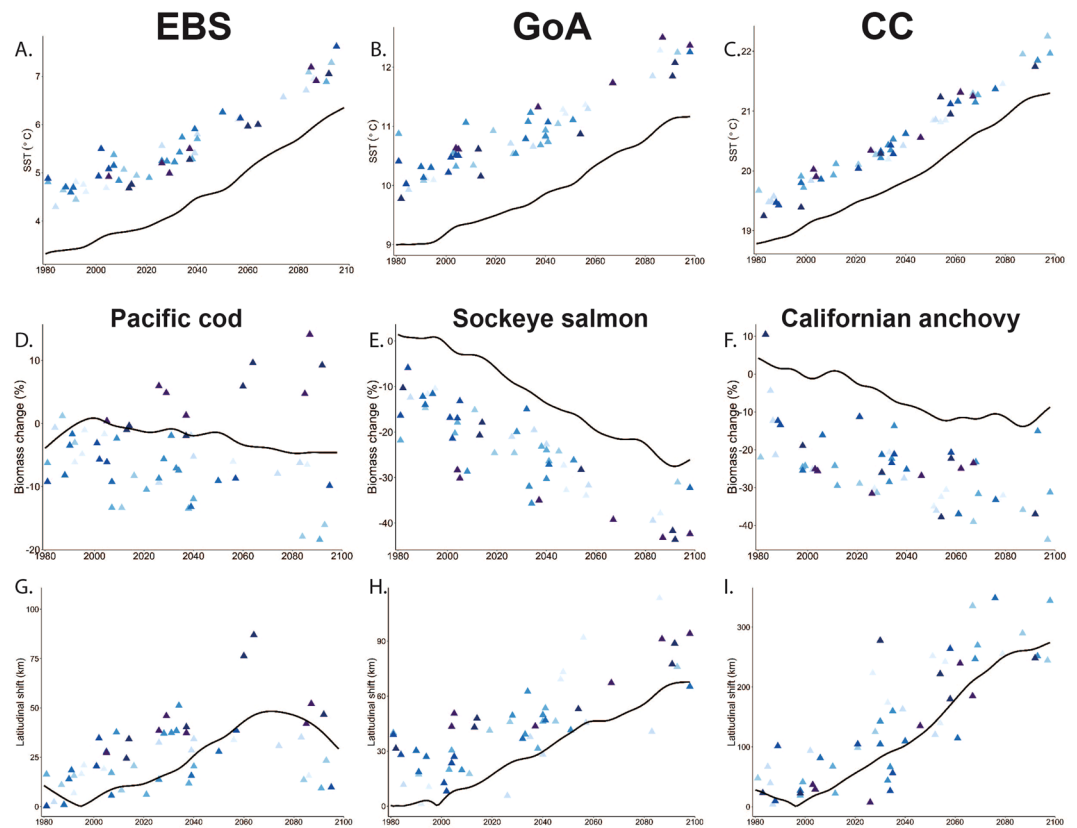 EBS
GoA
CC
A.
B.
C.
SST (° C)
7
6
5
4
1980 2000 2020 2040 2060 2080 2100
SST (° C)
12
11
10
9
1980 2000 2020 2040 2060 2080 2100
SST (° C)
22
21
20
19
1980 2000 2020 2040 2060 2080 2100
Pacific cod
Sockeye salmon
Californian anchovy
D.
E.
F.
Biomass change (%)
10
0
-10
-20
1980 2000 2020 2040 2060 2080 2100
Biomass change (%)
0
-10
-20
-30
-40
1980 2000 2020 2040 2060 2080 2100
Biomass change (%)
10
0
-10
-20
-30
-40
1980 2000 2020 2040 2060 2080 2100
G.
H.
I.
Latitudinal shift (km)
100
75
50
25
0
1980 2000 2020 2040 2060 2080 2100
Latitudinal shift (km)
90
60
30
0
1980 2000 2020 2040 2060 2080 2100
Latitudinal shift (km)
300
200
100
0
1980 2000 2020 2040 2060 2080 2100